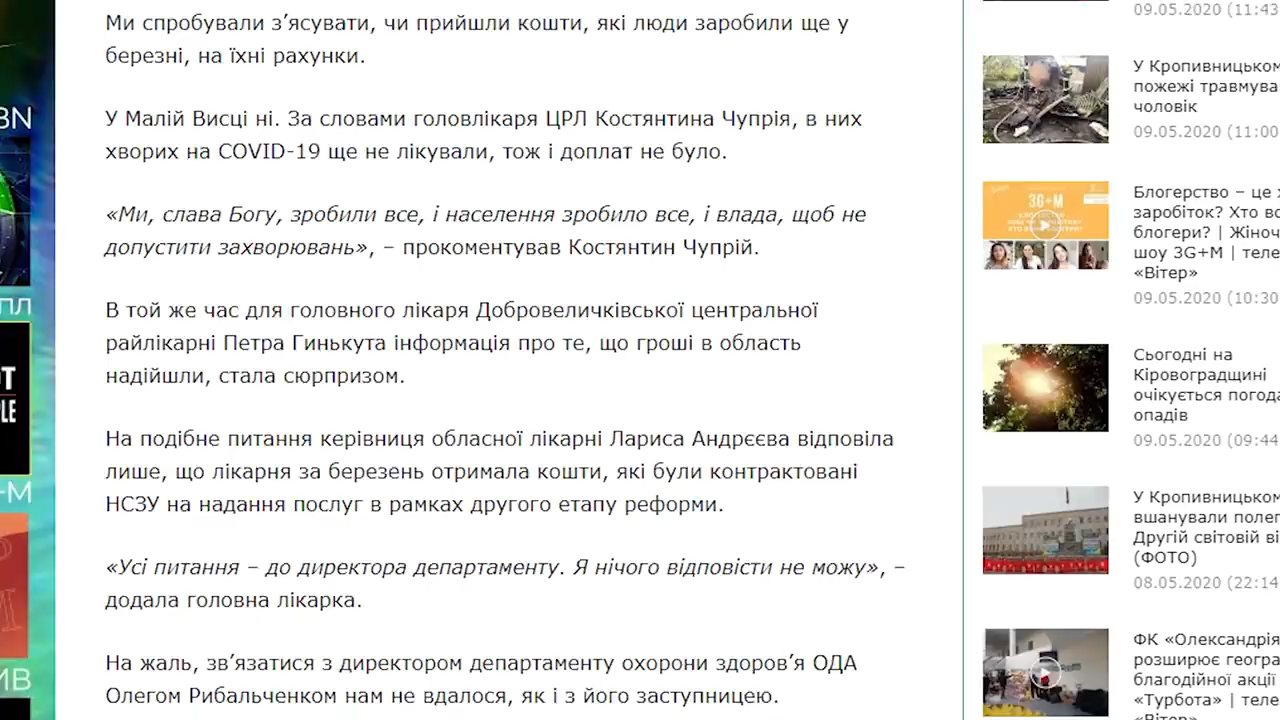 Ми спробували з’ясувати, чи прийшли кошти, які люди заробили ще у
березні, на їхні рахунки.
У Малій Висці ні. За словами головлікаря ЦРЛ Костянтина Чупрія, в них
хворих на COVID-19 ще не лікували, тож і доплат не було.
«Ми, слава Богу, зробили все, і населення зробило все, і влада, щоб не
допустити захворювань», – прокоментував Костянтин Чупрій.
В той же час для головного лікаря Добровеличківської центральної
райлікарні Петра Гинькута інформація про те, що гроші в область
надійшли, стала сюрпризом.
На подібне питання керівниця обласної лікарні Лариса Андрєєва відповіла
лише, що лікарня за березень отримала кошти, які були контрактовані
НСЗУ на надання послуг в рамках другого етапу реформи.
«Усі питання – до директора департаменту. Я нічого відповісти не можу», –
додала головна лікарка.
На жаль, зв’язатися з директором департаменту охорони здоров’я ОДА
Олегом Рибальченком нам не вдалося, як і з його заступницею.
09.05.2020 (11:43
У Кропивницьком
пожежі травмува
чоловік
09.05.2020 (11:00
3G+M
Блогерство – це
заробіток? Хто
блогери? | Жіноч
шоу 3G+M | теле
«Вітер»
09.05.2020 (10:30
Сьогодні на
Кіровоградщині
очікується погода
опадів
09.05.2020 (09:44
У Кропивницьком
вшанували полег
Другій світовій ві
(ФОТО)
08.05.2020 (22:14
ФК «Олександрія
розширює геогра
благодійної акції
«Турбота» | теле
«Вітер»